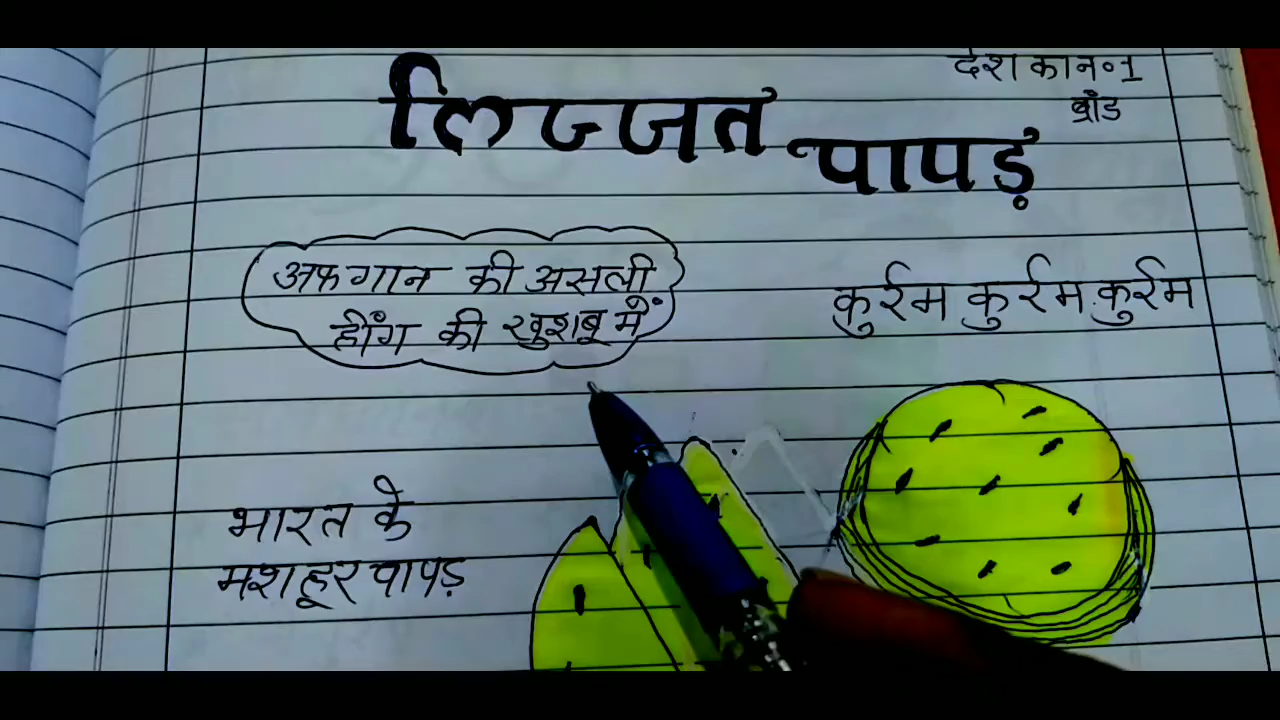 देश का न॰1
ब्रॉंड
लिज्जत पापड़
अफगान की असली
हींग की खुशबू में
कुर्रम कुर्रम कुर्रम
भारत के
मशहूर पापड़